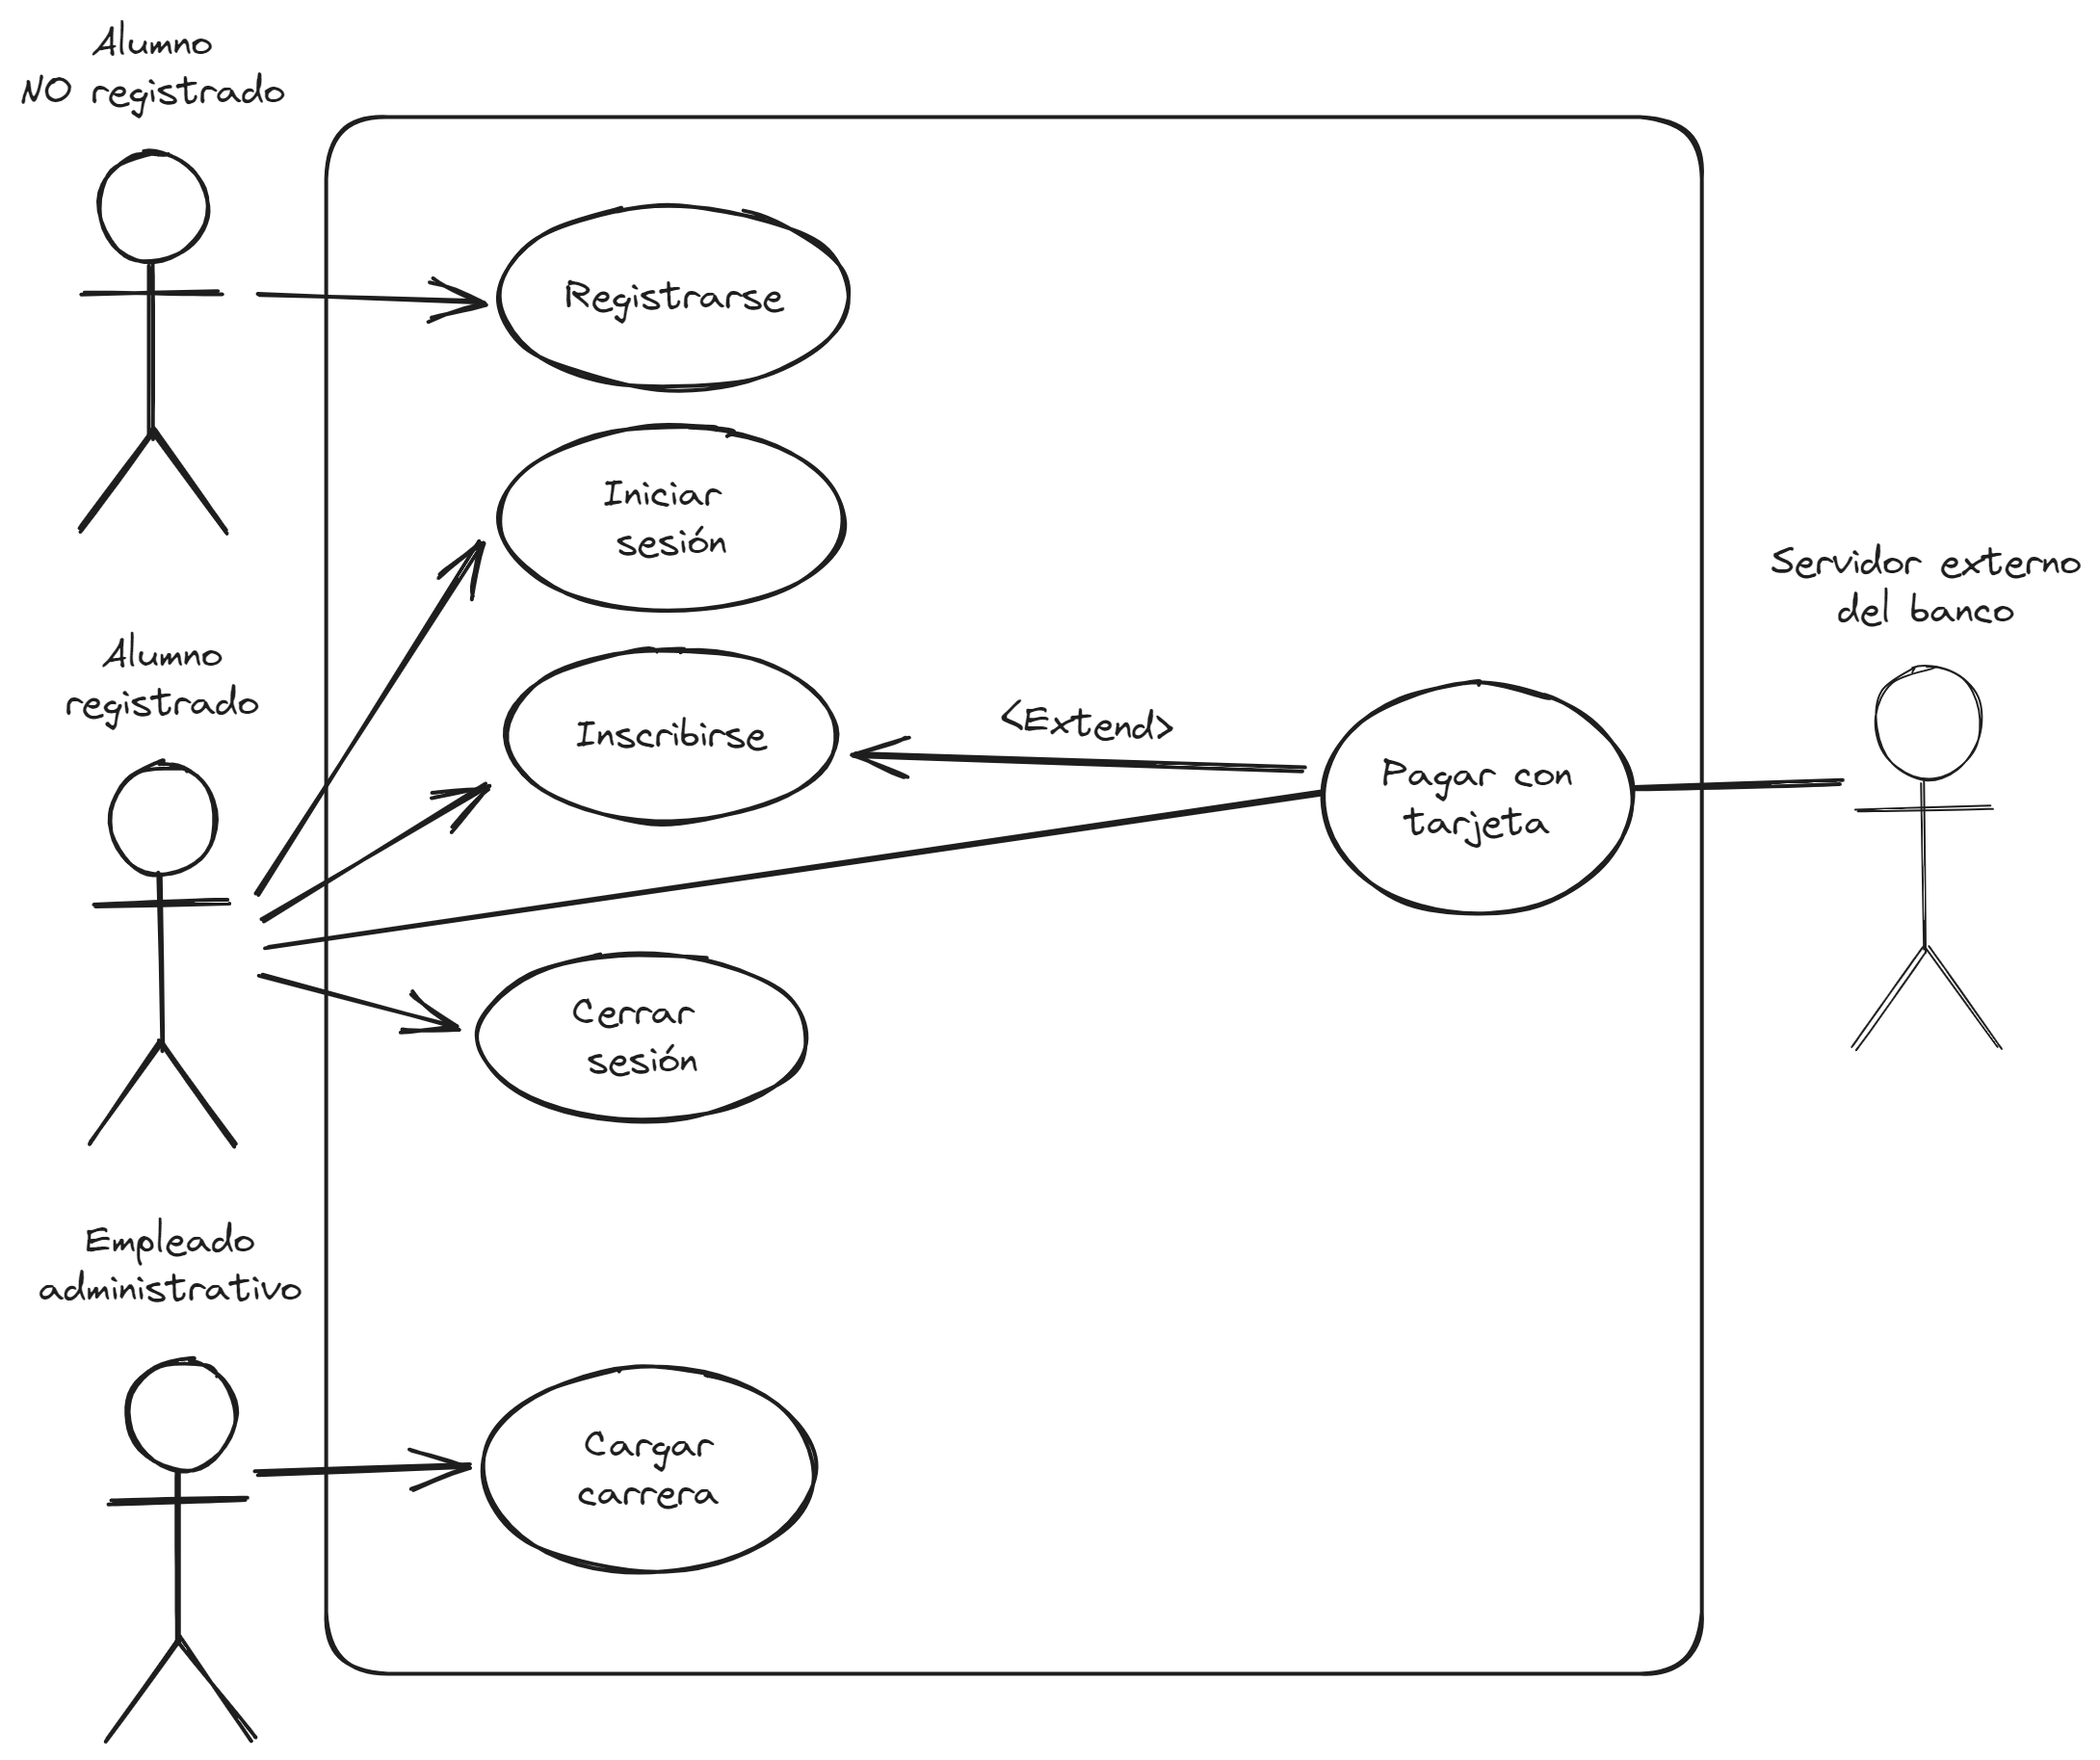 Alumno
NO registrado
Registrarse
Iniciar
sesión
Servidor externo
del banco
Alumno
registrado
Inscribirse
<Extend>
Pagar con
tarjeta
Cerrar
sesión
Empleado
administrativo
Cargar
carrera